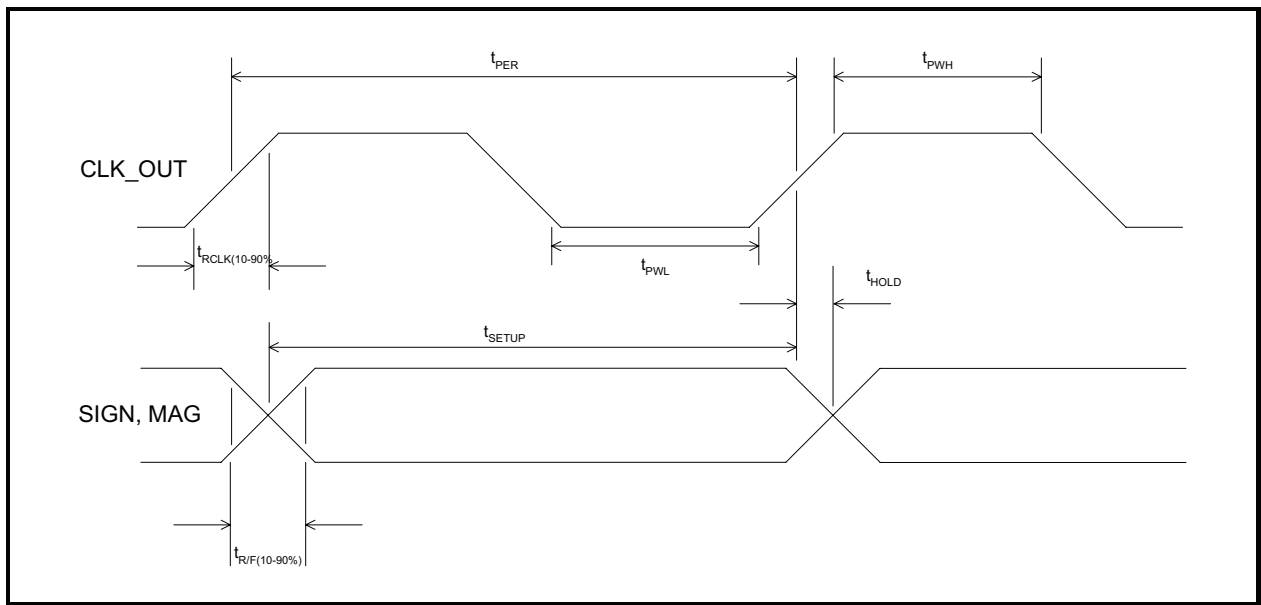 tPER
tPWH
CLK_OUT
tRCLK(10-90%
tPWL
tHOLD
tSETUP
SIGN, MAG
tR/F(10-90%)